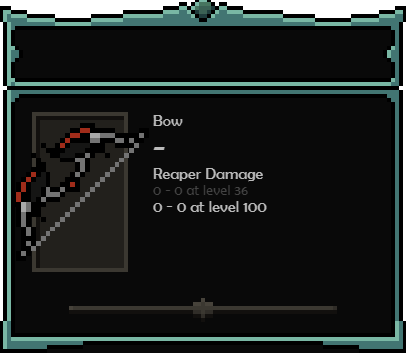 Bow
–
Reaper Damage
0 - 0 at level 36
0 - 0 at level 100